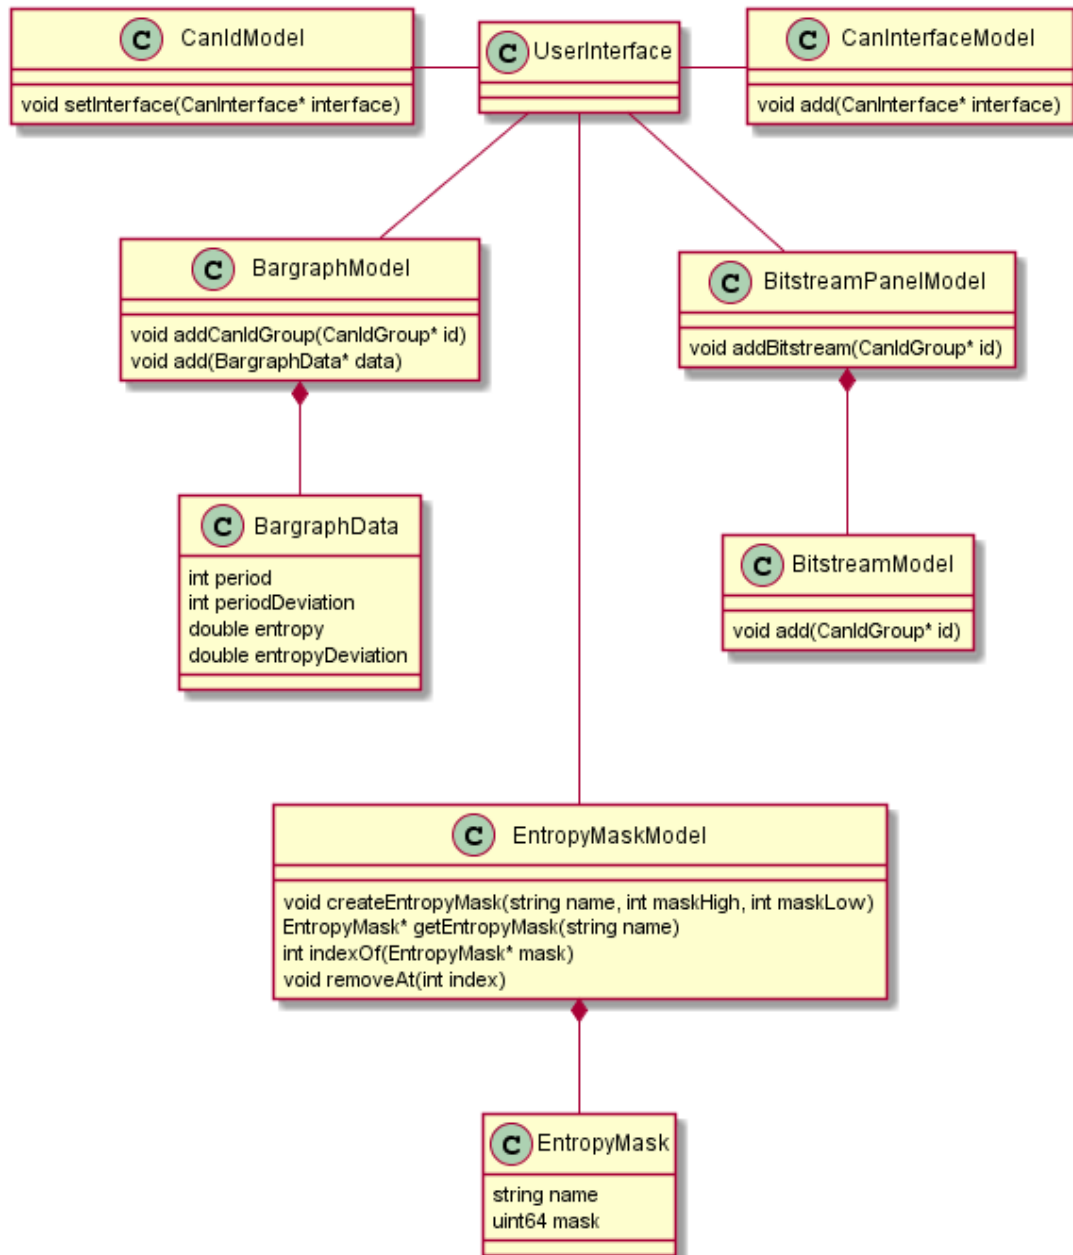 C CanIdModel
void setInterface(CanInterface* interface)
C UserInterface
C CanInterfaceModel
void add(CanInterface* interface)
C BargraphModel
void addCanIdGroup(CanIdGroup* id)
void add(BargraphData* data)
C BitstreamPanelModel
void addBitstream(CanIdGroup* id)
C BargraphData
int period
int periodDeviation
double entropy
double entropyDeviation
C BitstreamModel
void add(CanIdGroup* id)
C EntropyMaskModel
void createEntropyMask(string name, int maskHigh, int maskLow)
EntropyMask* getEntropyMask(string name)
int indexOf(EntropyMask* mask)
void removeAt(int index)
C EntropyMask
string name
uint64 mask